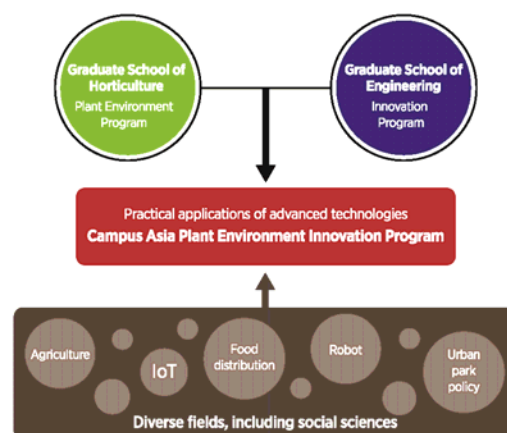 Graduate School of
Horticulture
Plant Environment
Program
Graduate School of
Engineering
Innovation
Program
Practical applications of advanced technologies
Campus Asia Plant Environment Innovation Program
Agriculture
IoT
Food
distribution
Robot
Urban
park
policy
Diverse fields, including social sciences